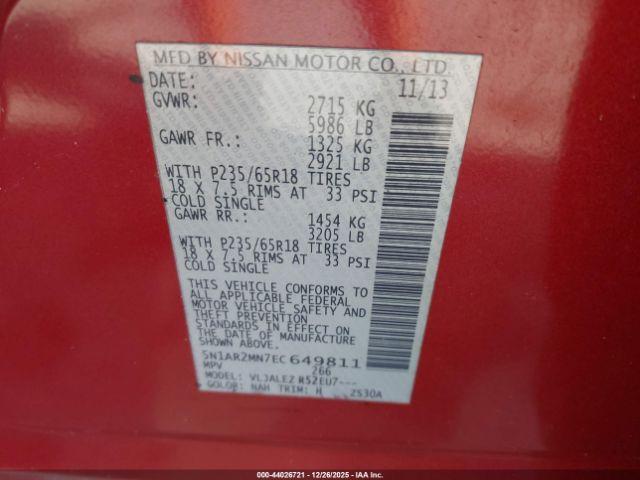 MFD BY NISSAN MOTOR CO., LTD.
DATE: 11/13
GVWR: 2715 KG
5986 LB
GAWR FR.: 1325 KG
2921 LB
WITH P235/65R18 TIRES
18 X 7.5 RIMS AT 33 PSI
COLD SINGLE
GAWR RR.: 1454 KG
3205 LB
WITH P235/65R18 TIRES
18 X 7.5 RIMS AT 33 PSI
COLD SINGLE
THIS VEHICLE CONFORMS TO
ALL APPLICABLE FEDERAL
MOTOR VEHICLE SAFETY AND
THEFT PREVENTION
STANDARDS IN EFFECT ON
THE DATE OF MANUFACTURE
SHOWN ABOVE.
5N1AR2MN7EC649811
MPV 266
MODEL: VLJALEZ R52EU7---
COLOR: NAH TRIM: H 2S30A
000-44026721 - 12/26/2025 - IAAI, Inc.